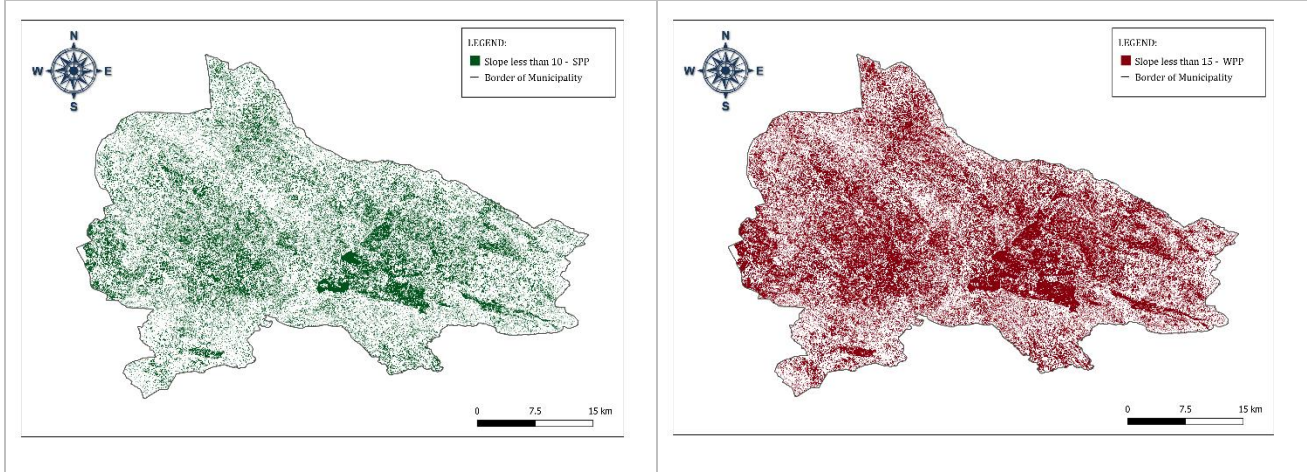 N
W E
S
LEGEND:
Slope less than 10 - SPP
Border of Municipality
0 7.5 15 km
N
W E
S
LEGEND:
Slope less than 15 - WPP
Border of Municipality
0 7.5 15 km